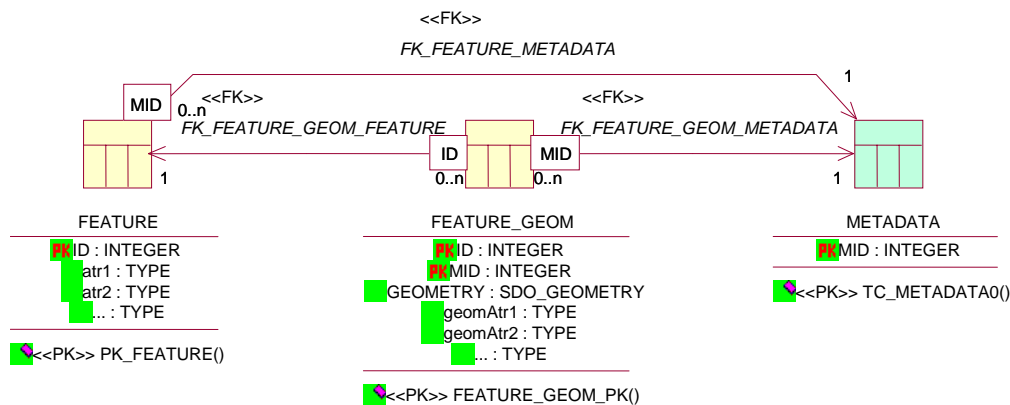 <<FK>>
FK_FEATURE_METADATA
1
MID
0..n
<<FK>>
<<FK>>
FK_FEATURE_GEOM_FEATURE
FK_FEATURE_GEOM_METADATA
ID
MID
1
0..n
0..n
1
FEATURE
PK ID : INTEGER
atr1 : TYPE
atr2 : TYPE
... : TYPE
<<PK>> PK_FEATURE()
FEATURE_GEOM
PK ID : INTEGER
PK MID : INTEGER
GEOMETRY : SDO_GEOMETRY
geomAtr1 : TYPE
geomAtr2 : TYPE
... : TYPE
<<PK>> FEATURE_GEOM_PK()
METADATA
PK MID : INTEGER
<<PK>> TC_METADATA0()